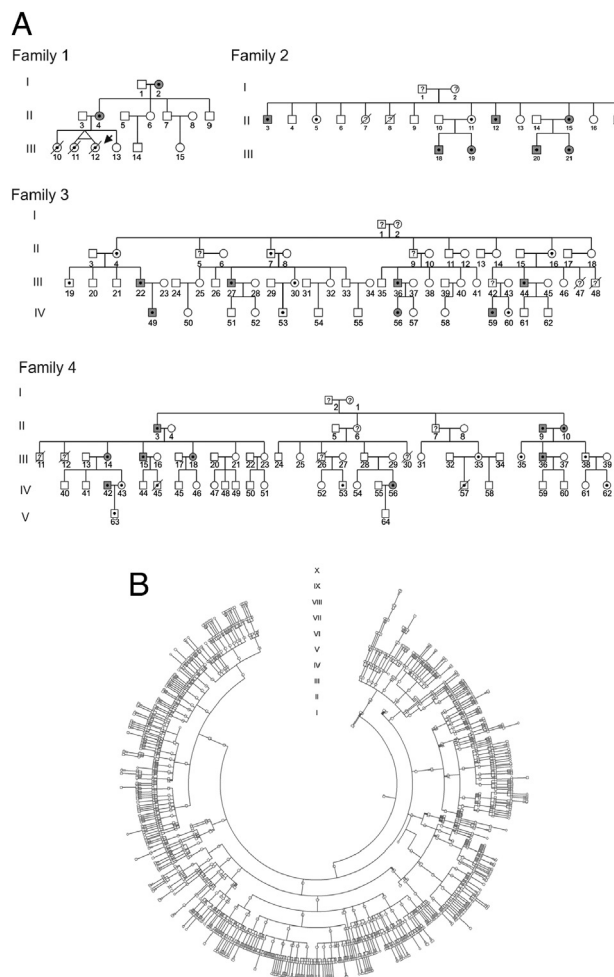 A
Family 1
I
1 2
II
3 4 5 6 7 8 9
III
10 11 12 13 14 15
Family 2
I
? ?
1 2
II
? ?
3 4 5 6 7 8 9 10 11 12 13 14 15 16
III
18 19 20 21
Family 3
I
? ?
1 2
II
? ?
3 4 5 6 7 8 9 10 11 12 13 14 15 16 17 18
III
? ? ?
19 20 21 22 24 25 26 27 28 29 30 31 32 33 34 35 36 37 38 39 40 41 42 43 44 45 46 47 48
IV
49 50 51 52 53 54 55 56 57 58 59 60 61 62
Family 4
I
? ?
2 1
II
? ?
3 4 5 6 7 8 9 10
III
? ? ? ?
11 12 13 14 15 16 17 18 20 21 22 23 24 25 26 27 28 29 30 31 32 33 34 35 36 37 38 39
IV
40 41 42 43 44 45 45 46 47 48 49 50 51 52 53 54 55 56 57 58 59 60 61 62
V
63 64
B
X
IX
VIII
VII
VI
V
IV
III
II
I